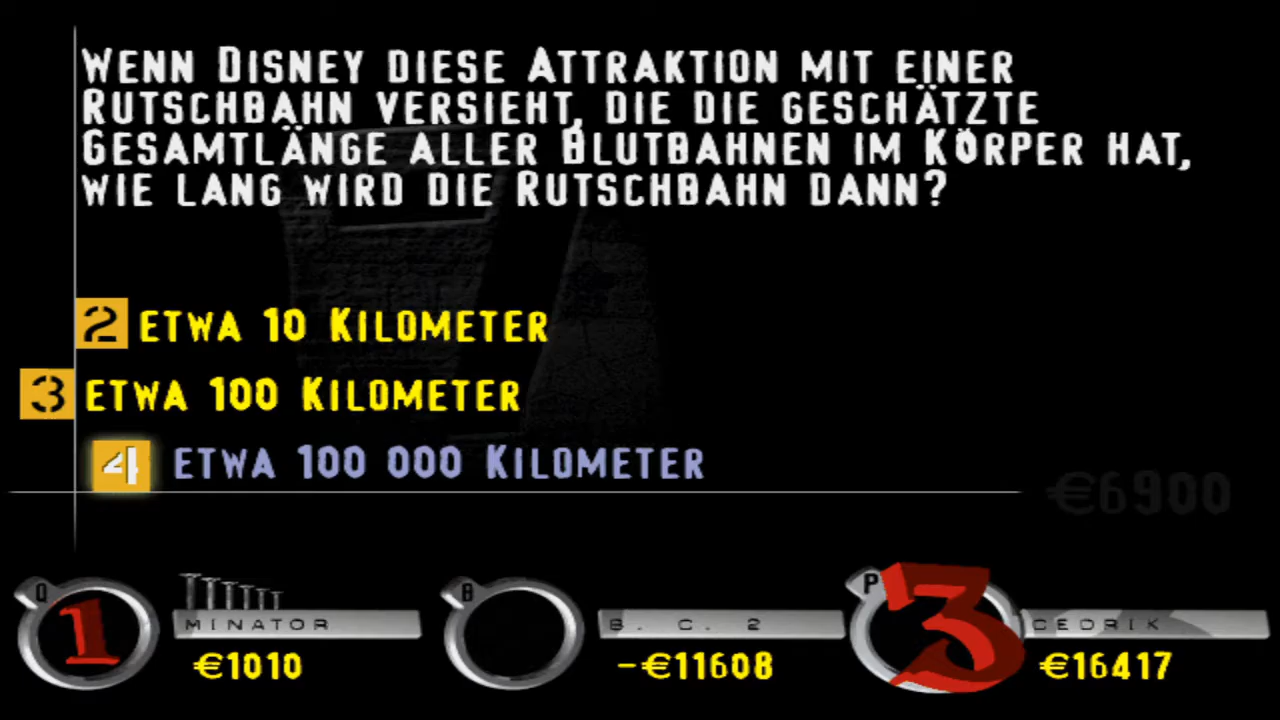 Wenn Disney diese Attraktion mit einer
Rutschbahn versieht, die die geschätzte
Gesamtlänge aller Blutbahnen im Körper hat,
wie lang wird die Rutschbahn dann?
2 etwa 10 Kilometer
3 etwa 100 Kilometer
4 etwa 100 000 Kilometer
€6900
Q 1 MINATOR €1010
B B. C. 2 -€11608
P 3 CEDRIK €16417